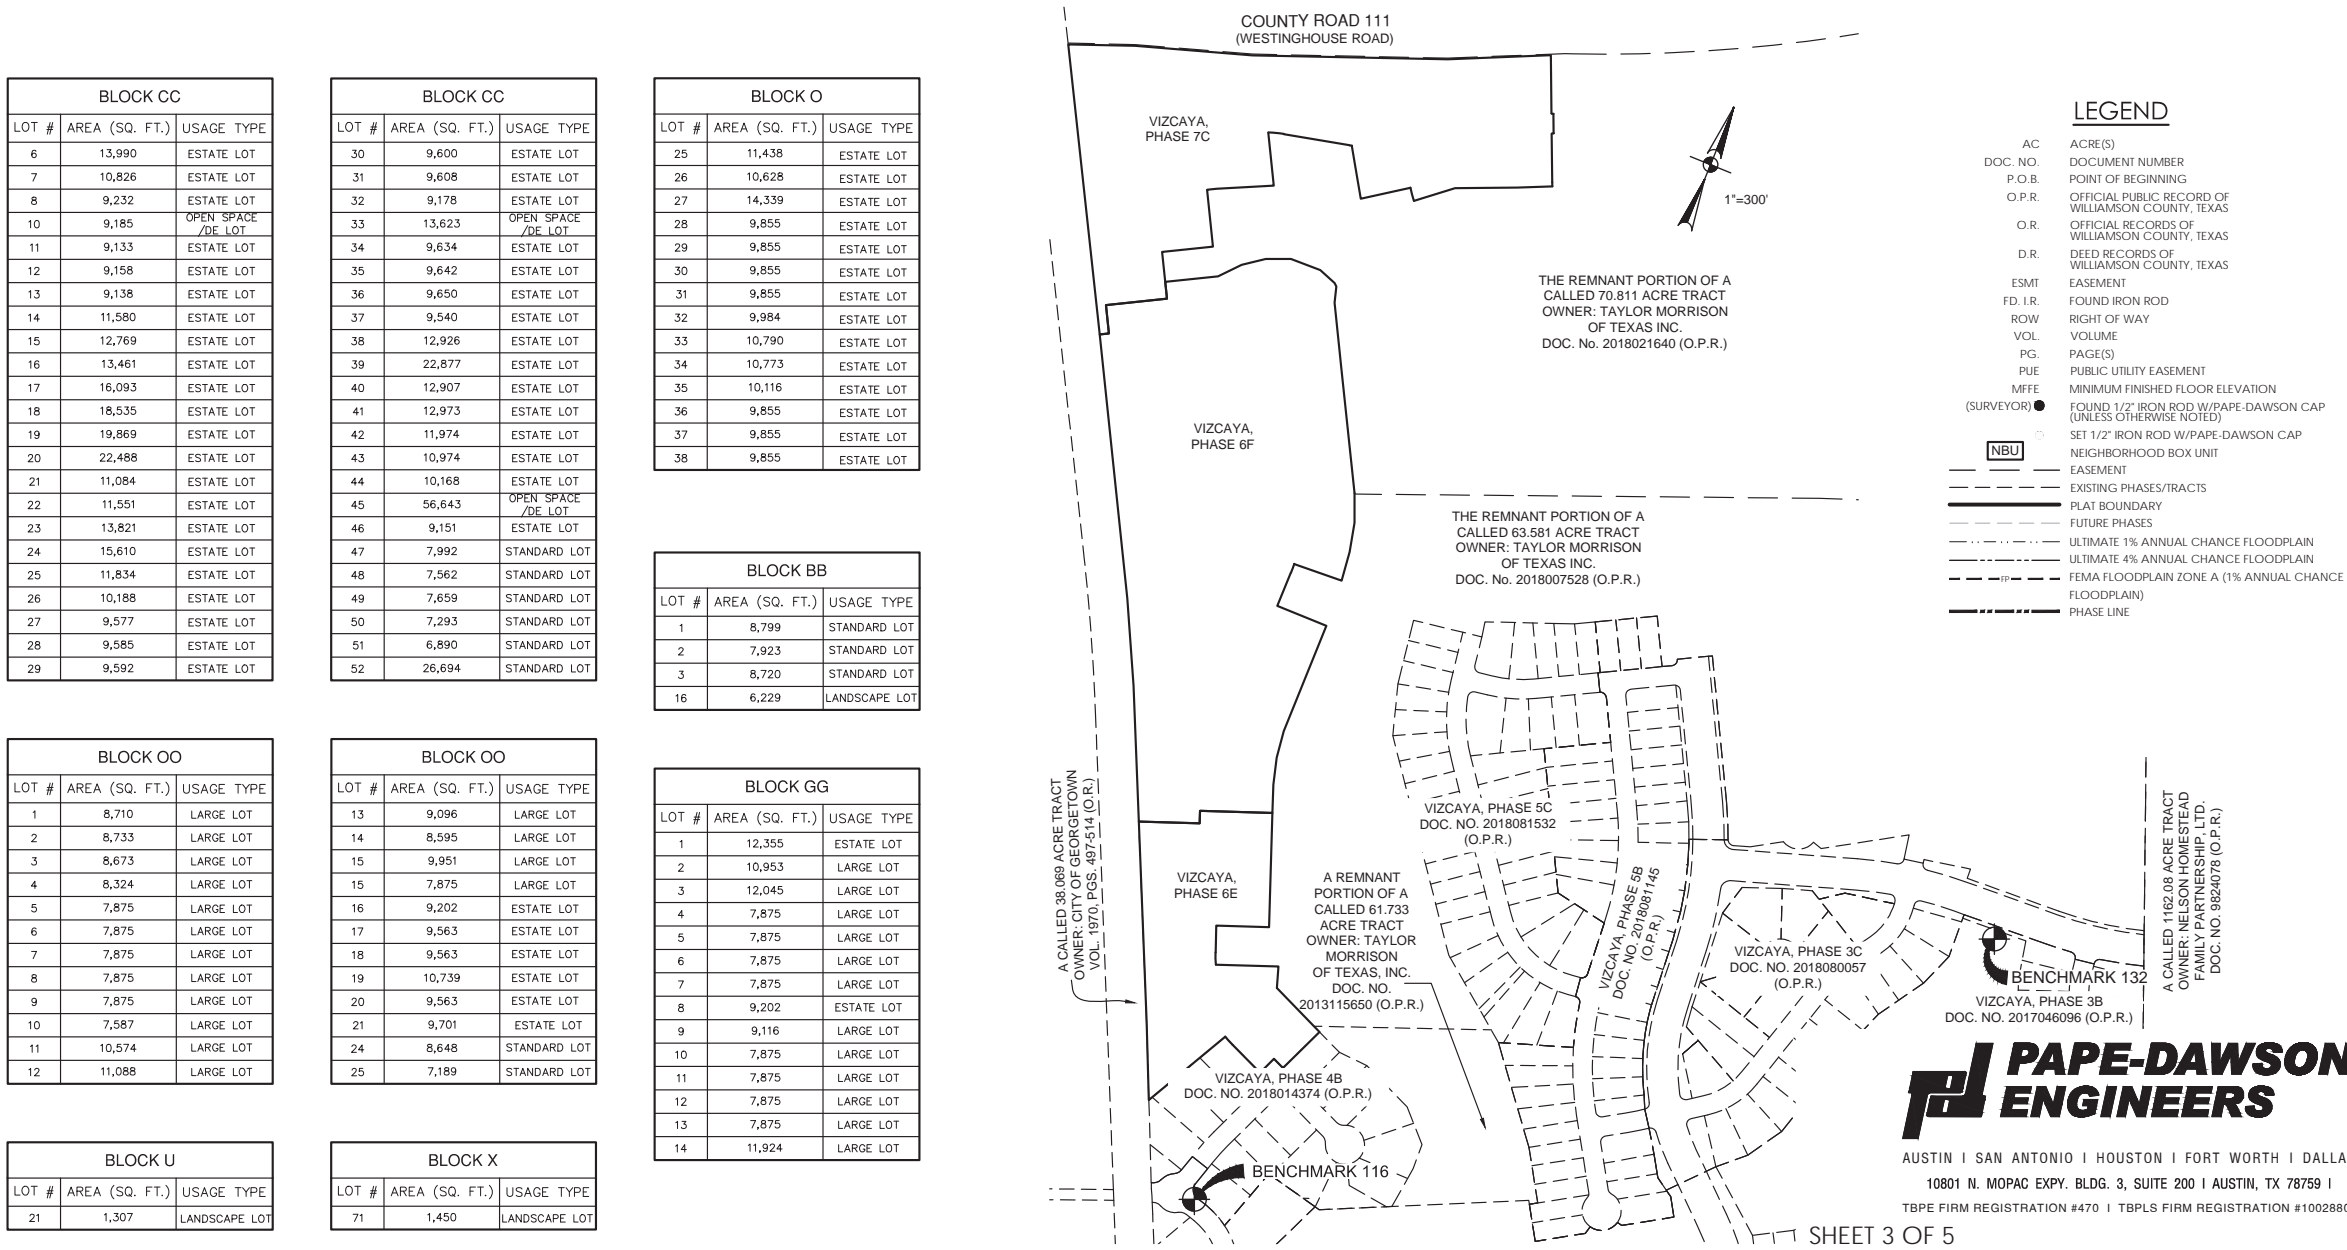 BLOCK CC
LOT # AREA (SQ. FT.) USAGE TYPE
6 13,990 ESTATE LOT
7 10,826 ESTATE LOT
8 9,232 ESTATE LOT
10 9,185 OPEN SPACE
/DE LOT
11 9,133 ESTATE LOT
12 9,158 ESTATE LOT
13 9,138 ESTATE LOT
14 11,580 ESTATE LOT
15 12,769 ESTATE LOT
16 13,461 ESTATE LOT
17 16,093 ESTATE LOT
18 18,535 ESTATE LOT
19 19,869 ESTATE LOT
20 22,488 ESTATE LOT
21 11,084 ESTATE LOT
22 11,551 ESTATE LOT
23 13,821 ESTATE LOT
24 15,610 ESTATE LOT
25 11,834 ESTATE LOT
26 10,188 ESTATE LOT
27 9,577 ESTATE LOT
28 9,585 ESTATE LOT
29 9,592 ESTATE LOT
BLOCK CC
LOT # AREA (SQ. FT.) USAGE TYPE
30 9,600 ESTATE LOT
31 9,608 ESTATE LOT
32 9,178 ESTATE LOT
33 13,623 OPEN SPACE
/DE LOT
34 9,634 ESTATE LOT
35 9,642 ESTATE LOT
36 9,650 ESTATE LOT
37 9,540 ESTATE LOT
38 12,926 ESTATE LOT
39 22,877 ESTATE LOT
40 12,907 ESTATE LOT
41 12,973 ESTATE LOT
42 11,974 ESTATE LOT
43 10,974 ESTATE LOT
44 10,168 ESTATE LOT
45 56,643 OPEN SPACE
/DE LOT
46 9,151 ESTATE LOT
47 7,992 STANDARD LOT
48 7,562 STANDARD LOT
49 7,659 STANDARD LOT
50 7,293 STANDARD LOT
51 6,890 STANDARD LOT
52 26,694 STANDARD LOT
BLOCK O
LOT # AREA (SQ. FT.) USAGE TYPE
25 11,438 ESTATE LOT
26 10,628 ESTATE LOT
27 14,339 ESTATE LOT
28 9,855 ESTATE LOT
29 9,855 ESTATE LOT
30 9,855 ESTATE LOT
31 9,855 ESTATE LOT
32 9,984 ESTATE LOT
33 10,790 ESTATE LOT
34 10,773 ESTATE LOT
35 10,116 ESTATE LOT
36 9,855 ESTATE LOT
37 9,855 ESTATE LOT
38 9,855 ESTATE LOT
BLOCK BB
LOT # AREA (SQ. FT.) USAGE TYPE
1 8,799 STANDARD LOT
2 7,923 STANDARD LOT
3 8,720 STANDARD LOT
16 6,229 LANDSCAPE LOT
BLOCK OO
LOT # AREA (SQ. FT.) USAGE TYPE
1 8,710 LARGE LOT
2 8,733 LARGE LOT
3 8,673 LARGE LOT
4 8,324 LARGE LOT
5 7,875 LARGE LOT
6 7,875 LARGE LOT
7 7,875 LARGE LOT
8 7,875 LARGE LOT
9 7,875 LARGE LOT
10 7,587 LARGE LOT
11 10,574 LARGE LOT
12 11,088 LARGE LOT
BLOCK OO
LOT # AREA (SQ. FT.) USAGE TYPE
13 9,096 LARGE LOT
14 8,595 LARGE LOT
15 9,951 LARGE LOT
15 7,875 LARGE LOT
16 9,202 ESTATE LOT
17 9,563 ESTATE LOT
18 9,563 ESTATE LOT
19 10,739 ESTATE LOT
20 9,563 ESTATE LOT
21 9,701 ESTATE LOT
24 8,648 STANDARD LOT
25 7,189 STANDARD LOT
BLOCK GG
LOT # AREA (SQ. FT.) USAGE TYPE
1 12,355 ESTATE LOT
2 10,953 LARGE LOT
3 12,045 LARGE LOT
4 7,875 LARGE LOT
5 7,875 LARGE LOT
6 7,875 LARGE LOT
7 7,875 LARGE LOT
8 9,202 ESTATE LOT
9 9,116 LARGE LOT
10 7,875 LARGE LOT
11 7,875 LARGE LOT
12 7,875 LARGE LOT
13 7,875 LARGE LOT
14 11,924 LARGE LOT
BLOCK U
LOT # AREA (SQ. FT.) USAGE TYPE
21 1,307 LANDSCAPE LOT
BLOCK X
LOT # AREA (SQ. FT.) USAGE TYPE
71 1,450 LANDSCAPE LOT
COUNTY ROAD 111
(WESTINGHOUSE ROAD)
VIZCAYA,
PHASE 7C
1"=300'
THE REMNANT PORTION OF A
CALLED 70.811 ACRE TRACT
OWNER: TAYLOR MORRISON
OF TEXAS INC.
DOC. No. 2018021640 (O.P.R.)
VIZCAYA,
PHASE 6F
THE REMNANT PORTION OF A
CALLED 63.581 ACRE TRACT
OWNER: TAYLOR MORRISON
OF TEXAS INC.
DOC. No. 2018007528 (O.P.R.)
A CALLED 38.069 ACRE TRACT
OWNER: CITY OF GEORGETOWN
VOL. 1970, PGS. 497-514 (O.R.)
VIZCAYA,
PHASE 6E
A REMNANT
PORTION OF A
CALLED 61.733
ACRE TRACT
OWNER: TAYLOR
MORRISON
OF TEXAS, INC.
DOC. NO.
2013115650 (O.P.R.)
VIZCAYA, PHASE 5C
DOC. NO. 2018081532
(O.P.R.)
VIZCAYA, PHASE 5B
DOC. NO. 2018081145
(O.P.R.)
VIZCAYA, PHASE 3C
DOC. NO. 2018080057
(O.P.R.)
BENCHMARK 132
VIZCAYA, PHASE 3B
DOC. NO. 2017046096 (O.P.R.)
A CALLED 1162.08 ACRE TRACT
OWNER: NELSON HOMESTEAD
FAMILY PARTNERSHIP, LTD.
DOC. NO. 9824078 (O.P.R.)
VIZCAYA, PHASE 4B
DOC. NO. 2018014374 (O.P.R.)
BENCHMARK 116
LEGEND
AC ACRE(S)
DOC. NO. DOCUMENT NUMBER
P.O.B. POINT OF BEGINNING
O.P.R. OFFICIAL PUBLIC RECORD OF
WILLIAMSON COUNTY, TEXAS
O.R. OFFICIAL RECORDS OF
WILLIAMSON COUNTY, TEXAS
D.R. DEED RECORDS OF
WILLIAMSON COUNTY, TEXAS
ESMT EASEMENT
FD. I.R. FOUND IRON ROD
ROW RIGHT OF WAY
VOL. VOLUME
PG. PAGE(S)
PUE PUBLIC UTILITY EASEMENT
MFFE MINIMUM FINISHED FLOOR ELEVATION
(SURVEYOR) FOUND 1/2" IRON ROD W/PAPE-DAWSON CAP
(UNLESS OTHERWISE NOTED)
SET 1/2" IRON ROD W/PAPE-DAWSON CAP
NBU NEIGHBORHOOD BOX UNIT
EASEMENT
EXISTING PHASES/TRACTS
PLAT BOUNDARY
FUTURE PHASES
ULTIMATE 1% ANNUAL CHANCE FLOODPLAIN
ULTIMATE 4% ANNUAL CHANCE FLOODPLAIN
FP FEMA FLOODPLAIN ZONE A (1% ANNUAL CHANCE
FLOODPLAIN)
PHASE LINE
PAPE-DAWSON
ENGINEERS
AUSTIN I SAN ANTONIO I HOUSTON I FORT WORTH I DALLA
10801 N. MOPAC EXPY. BLDG. 3, SUITE 200 I AUSTIN, TX 78759 I
TBPE FIRM REGISTRATION #470 I TBPLS FIRM REGISTRATION #1002880
SHEET 3 OF 5